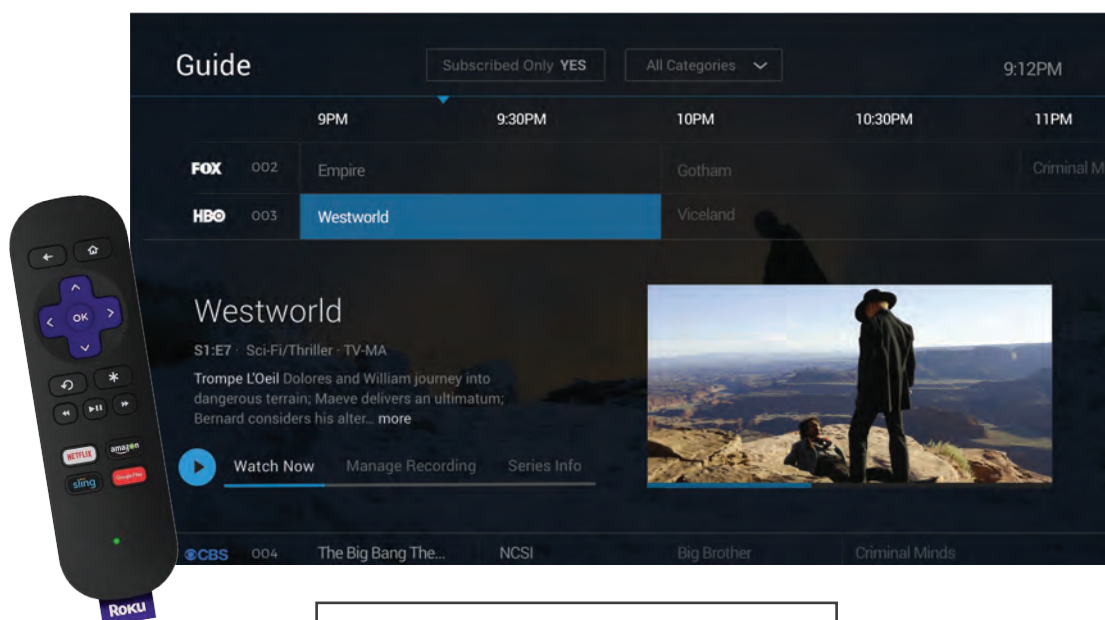 Guide
Subscribed Only YES
All Categories
9:12PM
9PM 9:30PM 10PM 10:30PM 11PM
FOX 002 Empire Gotham Criminal M
HBO 003 Westworld Viceland
Westworld
S1:E7 · Sci-Fi/Thriller · TV-MA
Trompe L'Oeil Dolores and William journey into
dangerous terrain; Maeve delivers an ultimatum;
Bernard considers his alter... more
Watch Now Manage Recording Series Info
CBS 004 The Big Bang The... NCSI Big Brother Criminal Minds
OK
NETFLIX amazon
sling Google Play
Roku